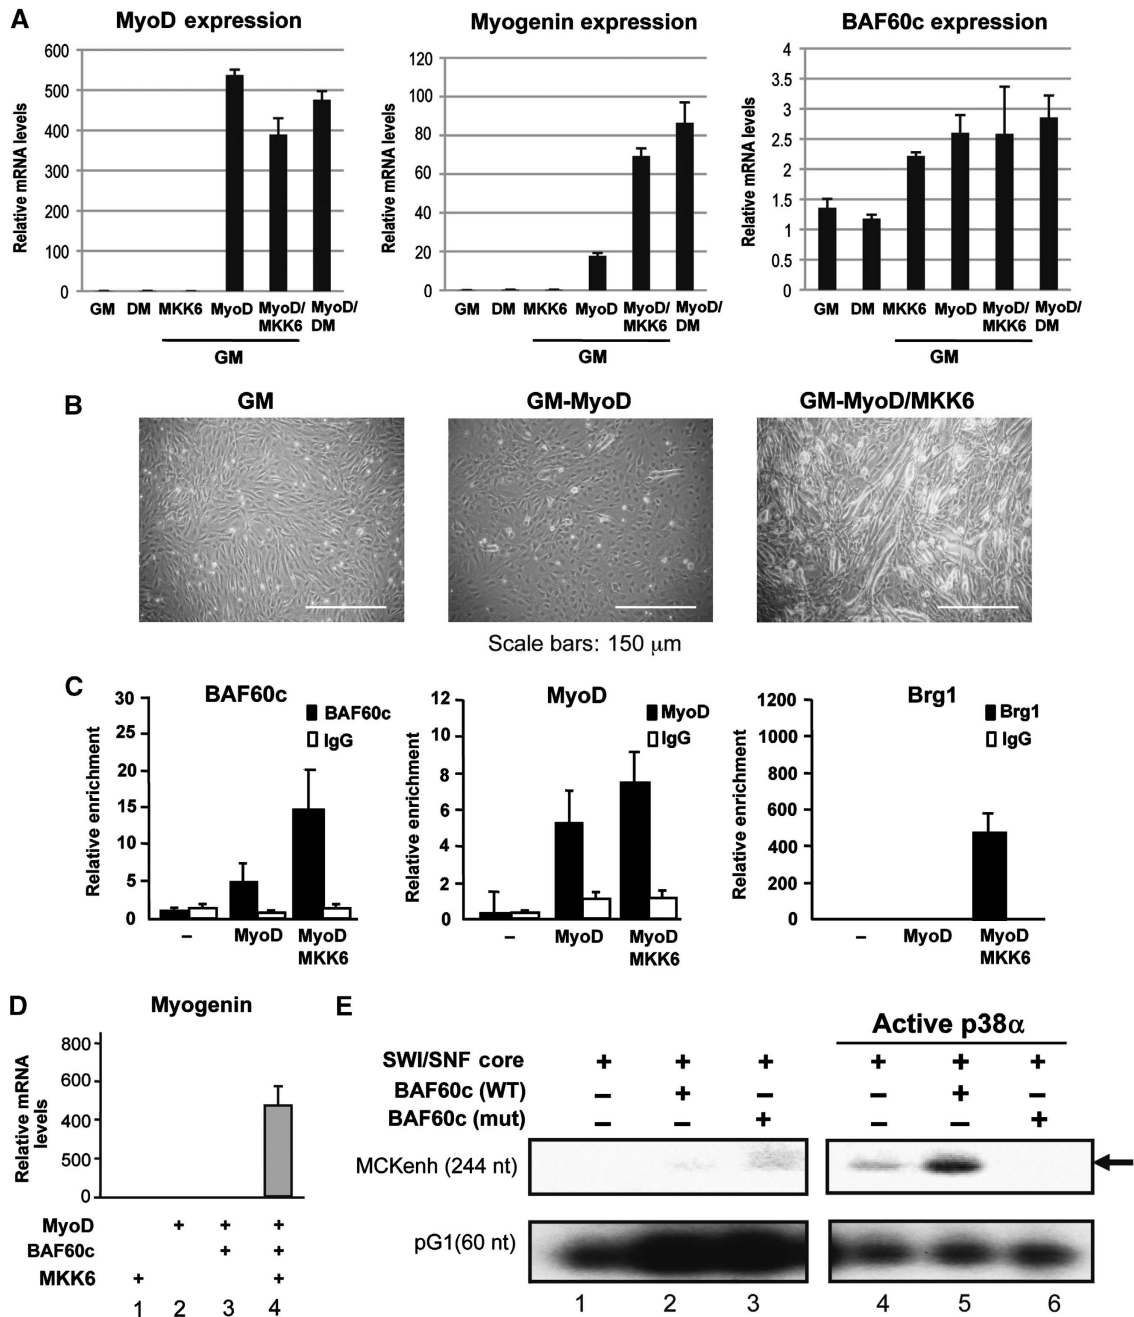 A
MyoD expression
Myogenin expression
BAF60c expression
Relative mRNA levels
600
500
400
300
200
100
0
GM DM MKK6 MyoD MyoD/ MyoD/
MKK6 DM
GM
Relative mRNA levels
120
100
80
60
40
20
0
GM DM MKK6 MyoD MyoD/ MyoD/
MKK6 DM
GM
Relative mRNA levels
4
3.5
3
2.5
2
1.5
1
0.5
0
GM DM MKK6 MyoD MyoD/ MyoD/
MKK6 DM
GM
B
GM
GM-MyoD
GM-MyoD/MKK6
Scale bars: 150 μm
C
BAF60c
BAF60c
IgG
Relative enrichment
30
25
20
15
10
5
0
– MyoD MyoD
MKK6
MyoD
MyoD
IgG
Relative enrichment
12
10
8
6
4
2
0
– MyoD MyoD
MKK6
Brg1
Brg1
IgG
Relative enrichment
1200
1000
800
600
400
200
0
– MyoD MyoD
MKK6
D
Myogenin
Relative mRNA
levels
800
600
400
500
0
MyoD + + +
BAF60c + +
MKK6 + +
1 2 3 4
E
Active p38α
SWI/SNF core + + + + + +
BAF60c (WT) – + – – + –
BAF60c (mut) – – + – – +
MCKenh (244 nt)
pG1(60 nt)
1 2 3 4 5 6